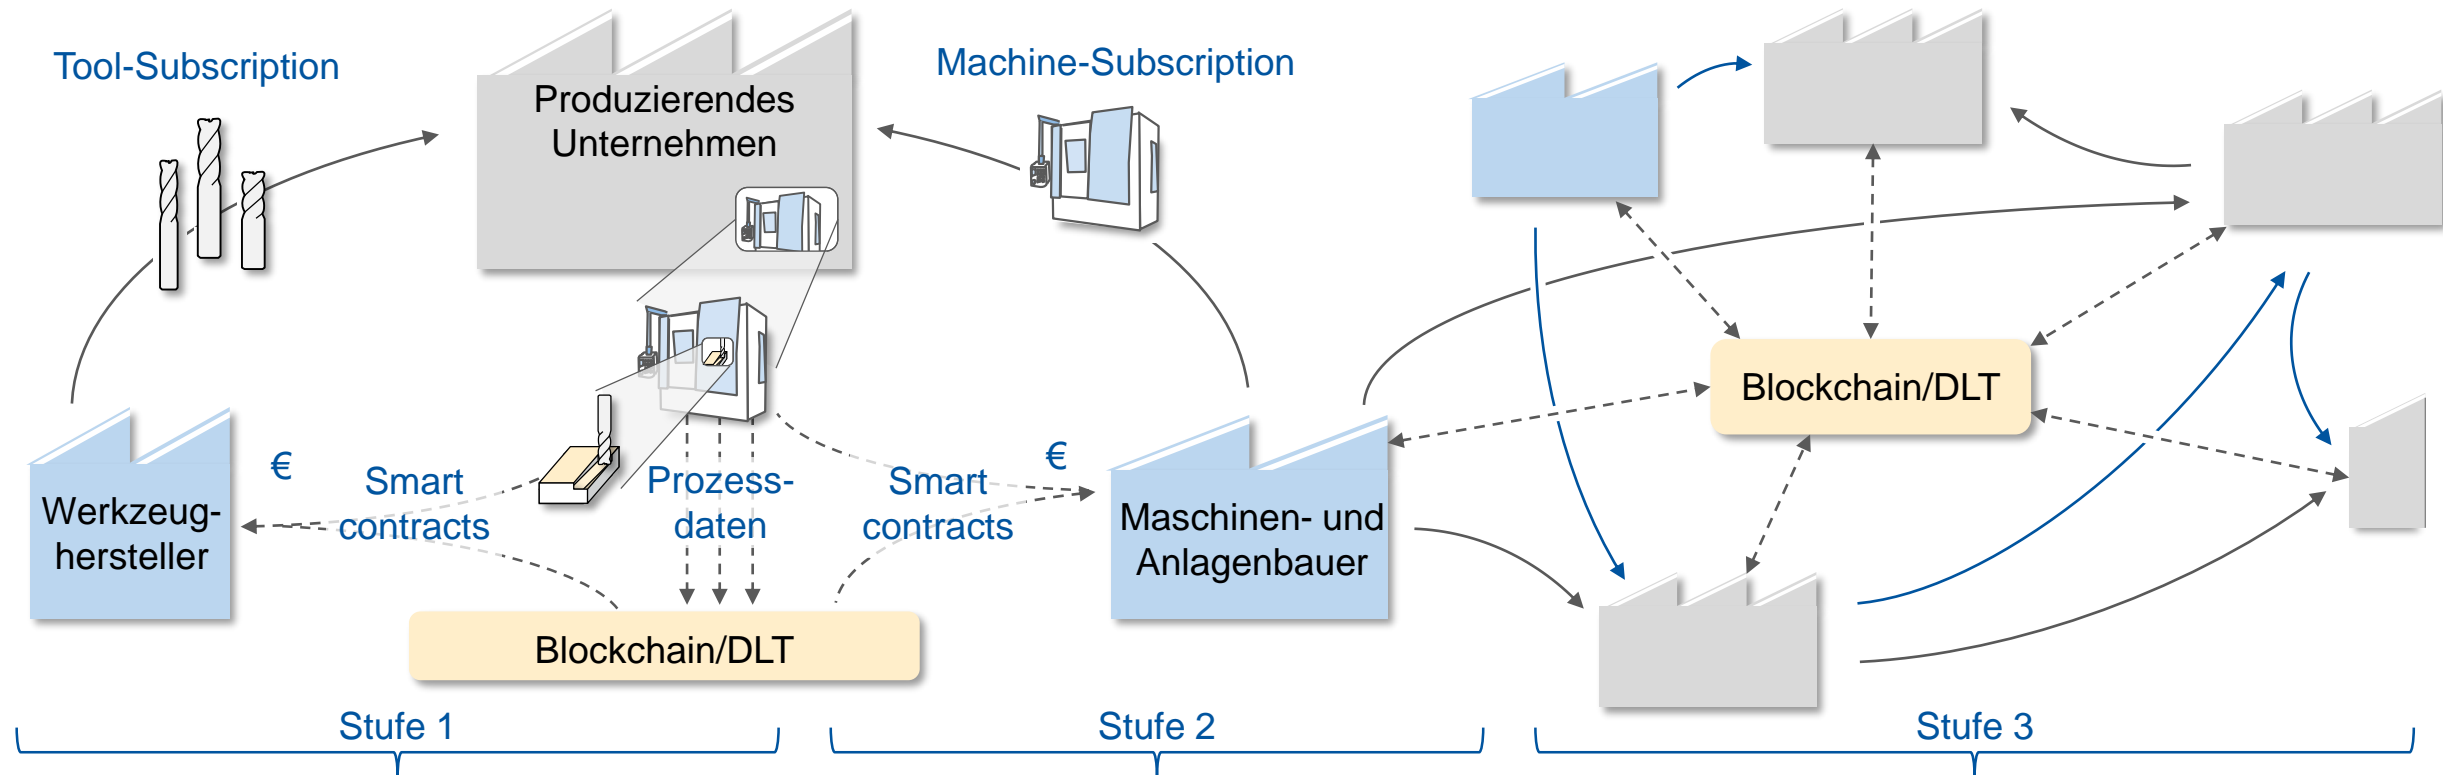 Tool-Subscription
Produzierendes
Unternehmen
Machine-Subscription
Werkzeug-
hersteller
€
Smart
contracts
Prozess-
daten
Smart
contracts
€
Maschinen- und
Anlagenbauer
Blockchain/DLT
Blockchain/DLT
Stufe 1
Stufe 2
Stufe 3